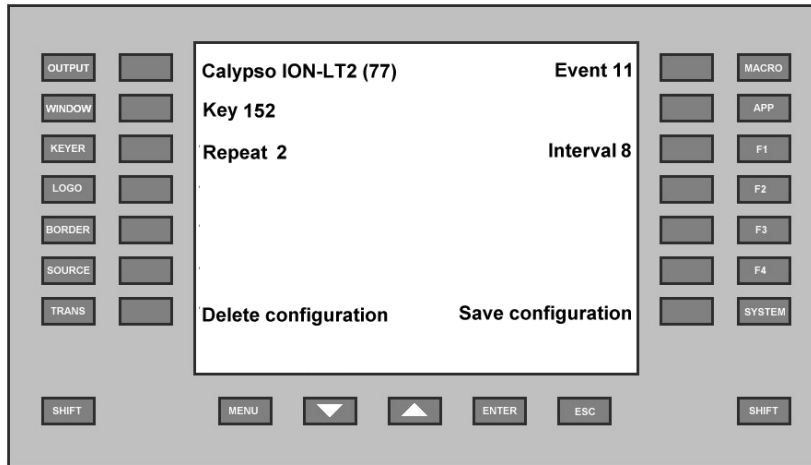 OUTPUT Calypso ION-LT2 (77) Event 11 MACRO
WINDOW Key 152 APP
KEYER Repeat 2 Interval 8 F1
LOGO F2
BORDER F3
SOURCE F4
TRANS Delete configuration Save configuration SYSTEM
SHIFT MENU ENTER ESC SHIFT